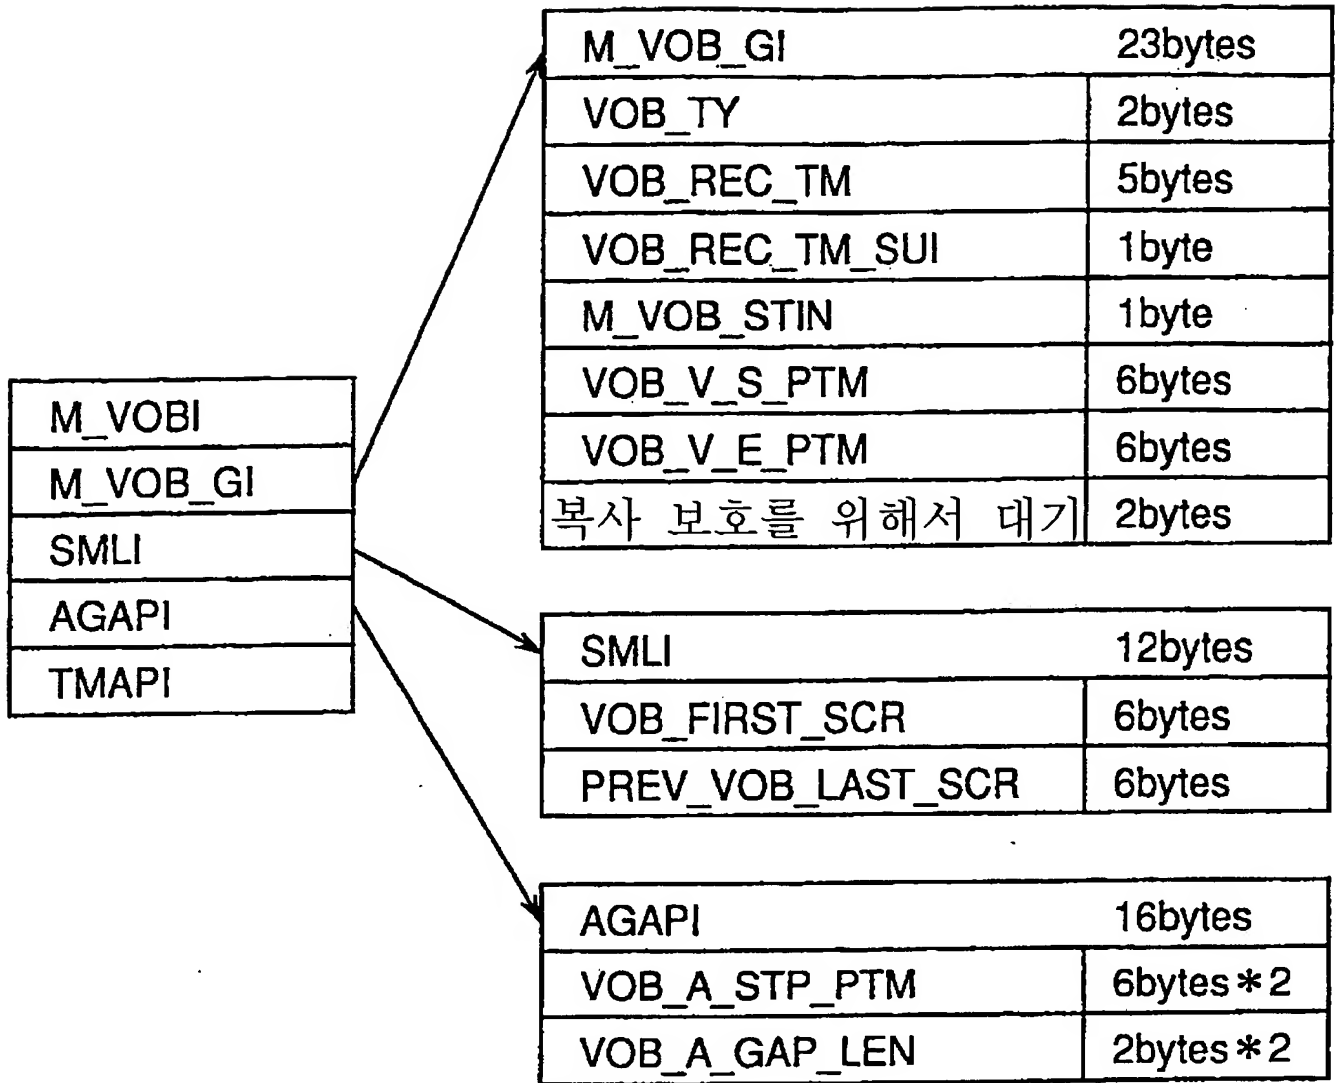 M_VOBI
M_VOB_GI
SMLI
AGAPI
TMAPI
M_VOB_GI 23bytes
VOB_TY 2bytes
VOB_REC_TM 5bytes
VOB_REC_TM_SUI 1byte
M_VOB_STIN 1byte
VOB_V_S_PTM 6bytes
VOB_V_E_PTM 6bytes
복사 보호를 위해서 대기 2bytes
SMLI 12bytes
VOB_FIRST_SCR 6bytes
PREV_VOB_LAST_SCR 6bytes
AGAPI 16bytes
VOB_A_STP_PTM 6bytes*2
VOB_A_GAP_LEN 2bytes*2